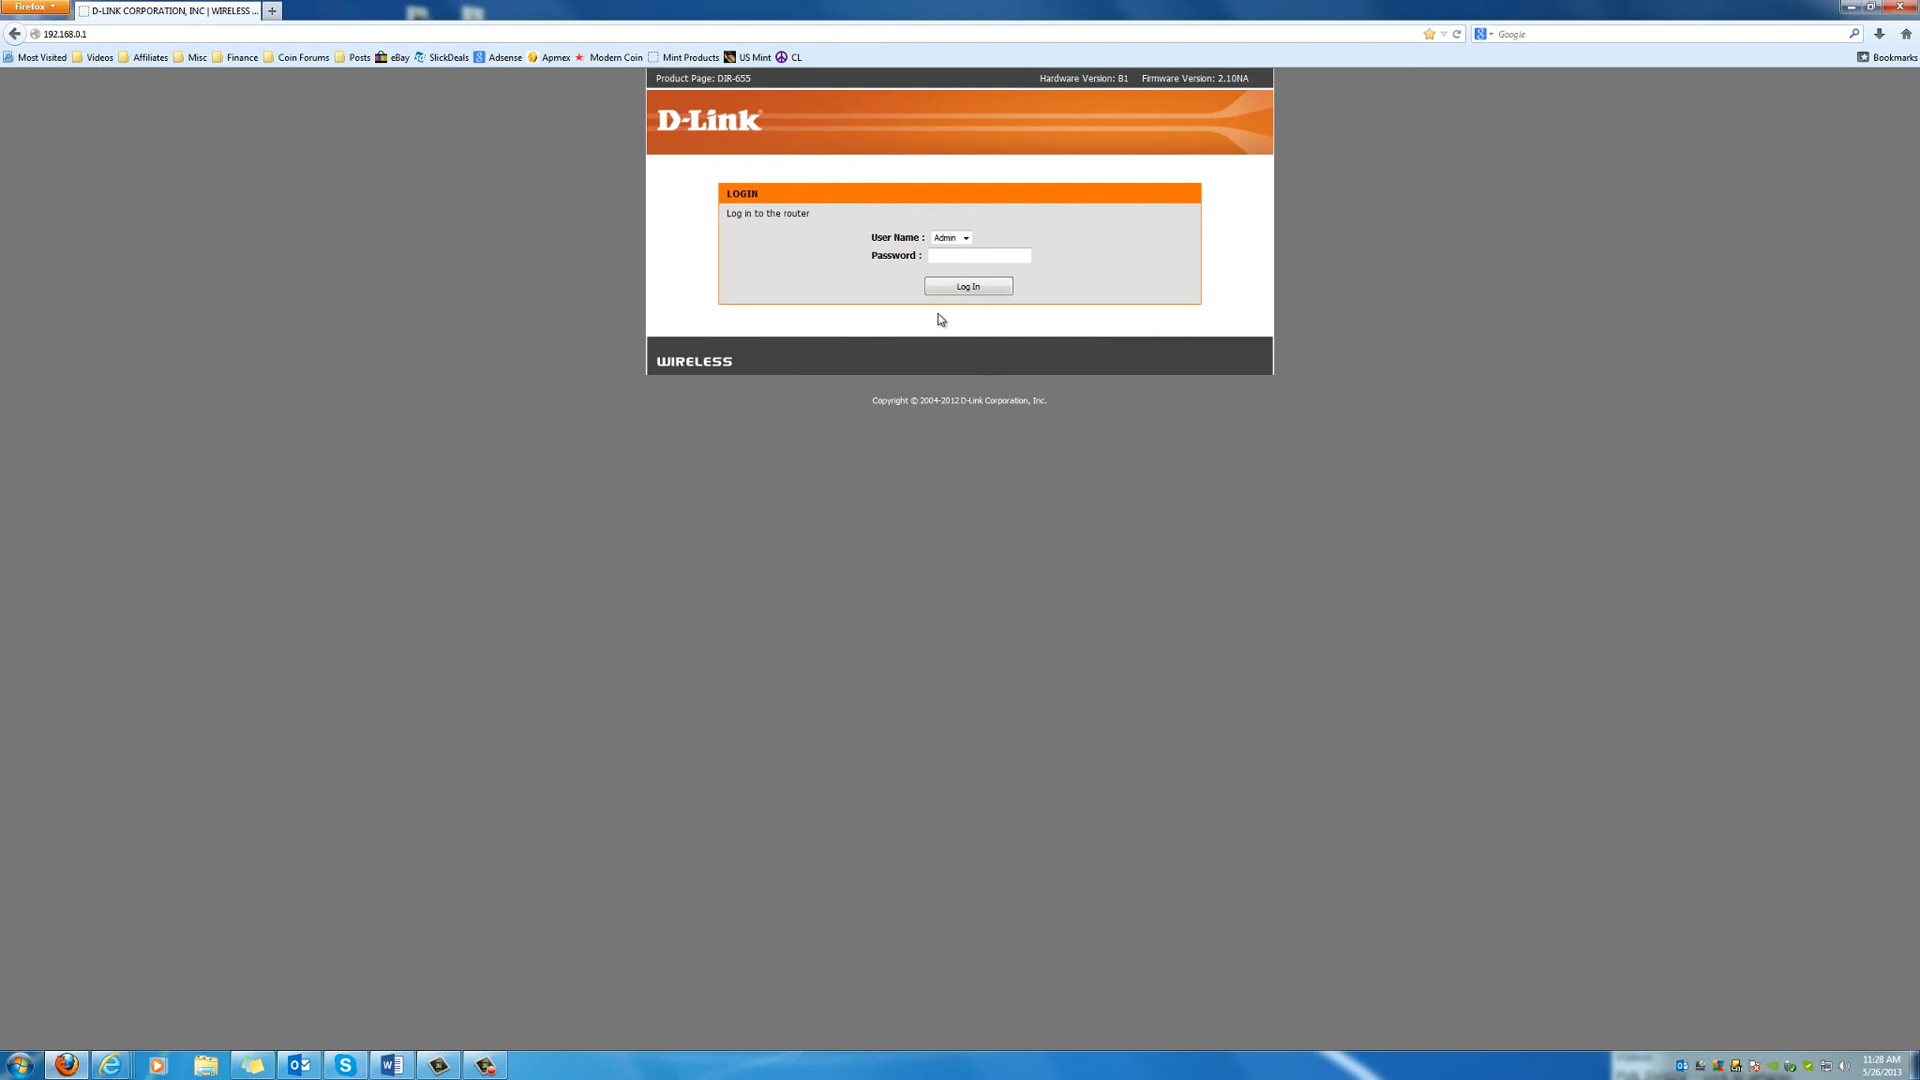 Firefox
D-LINK CORPORATION, INC | WIRELESS ...
192.168.0.1
Google
Most Visited Videos Affiliates Misc Finance Coin Forums Posts eBay SlickDeals Adsense Apmex Modern Coin Mint Products US Mint CL Bookmarks
Product Page: DIR-655 Hardware Version: B1 Firmware Version: 2.10NA
D-Link
LOGIN
Log in to the router
User Name : Admin
Password :
Log In
WIRELESS
Copyright © 2004-2012 D-Link Corporation, Inc.
11:28 AM
5/26/2013